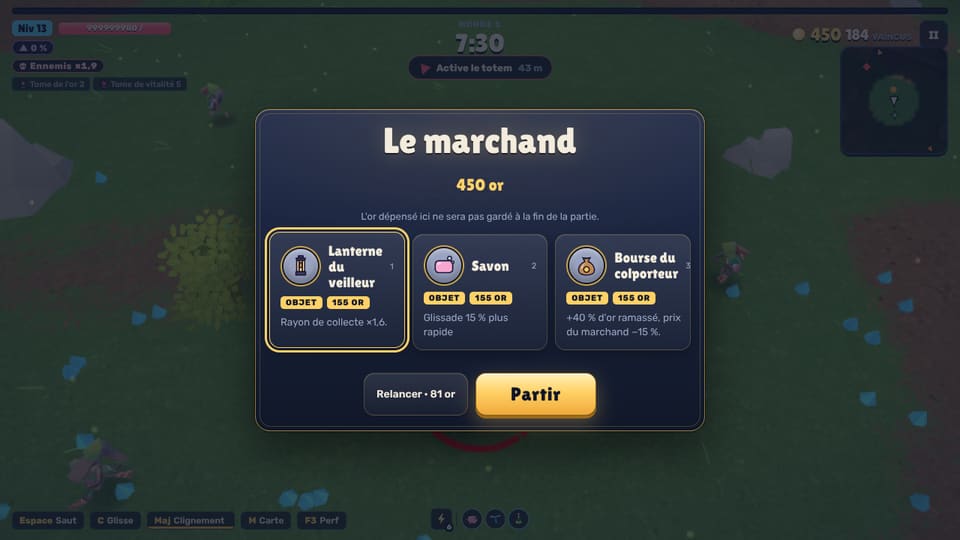 Niv 13
999999980 /
▲ 0 %
Ennemis ×1,9
Tome de l'or 2
Tome de vitalité 5
7:30
Active le totem 43 m
450 184 VAINCUS
Le marchand
450 or
L'or dépensé ici ne sera pas gardé à la fin de la partie.
Lanterne
du
veilleur
1
OBJET 155 OR
Rayon de collecte ×1,6.
Savon
2
OBJET 155 OR
Glissade 15 % plus
rapide
Bourse du
colporteur
3
OBJET 155 OR
+40 % d'or ramassé, prix
du marchand −15 %.
Relancer · 81 or
Partir
Espace Saut
C Glisse
Maj Clignement
M Carte
F3 Perf
6